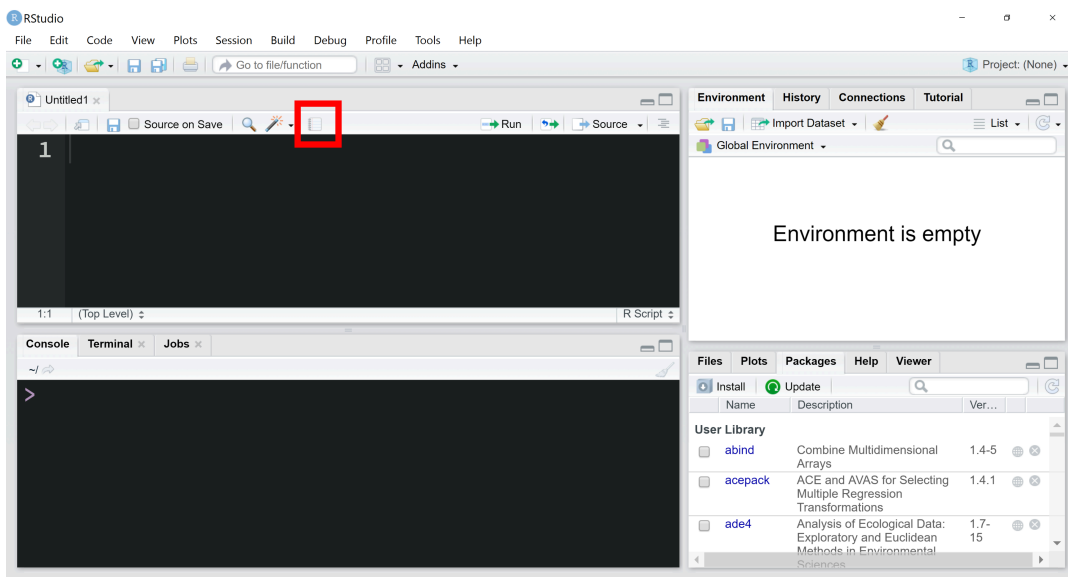 RStudio
File Edit Code View Plots Session Build Debug Profile Tools Help
Go to file/function Addins Project: (None)
Untitled1
Source on Save Run Source
1
1:1 (Top Level) R Script
Console Terminal Jobs
~/
>
Environment History Connections Tutorial
Import Dataset List
Global Environment
Environment is empty
Files Plots Packages Help Viewer
Install Update
Name Description Ver...
User Library
abind Combine Multidimensional 1.4-5
Arrays
acepack ACE and AVAS for Selecting 1.4.1
Multiple Regression
Transformations
ade4 Analysis of Ecological Data: 1.7-
Exploratory and Euclidean 15
Methods in Environmental
Sciences